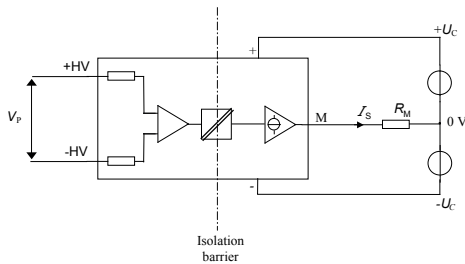 +HV
V_P
-HV
+
-
M
I_S
R_M
+U_C
0 V
-U_C
Isolation
barrier